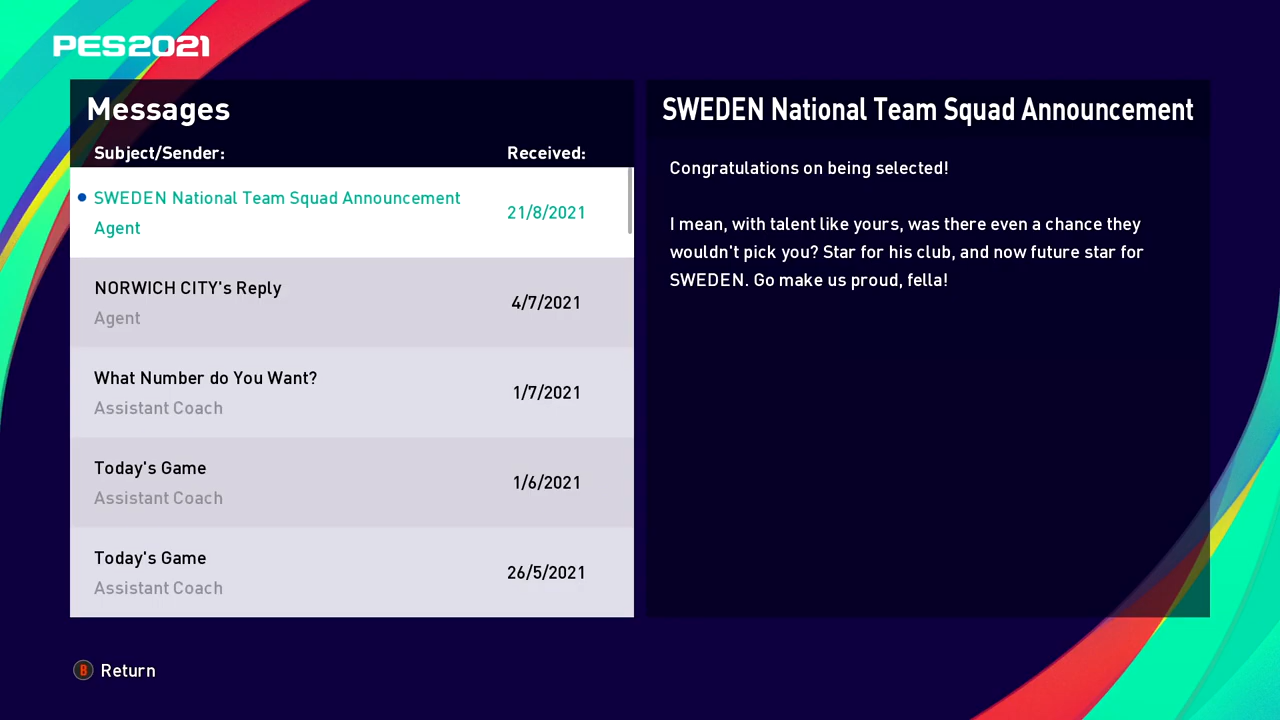 PES2021
Messages
Subject/Sender:
Received:
SWEDEN National Team Squad Announcement
Agent
21/8/2021
NORWICH CITY's Reply
Agent
4/7/2021
What Number do You Want?
Assistant Coach
1/7/2021
Today's Game
Assistant Coach
1/6/2021
Today's Game
Assistant Coach
26/5/2021
SWEDEN National Team Squad Announcement
Congratulations on being selected!
I mean, with talent like yours, was there even a chance they
wouldn't pick you? Star for his club, and now future star for
SWEDEN. Go make us proud, fella!
B Return